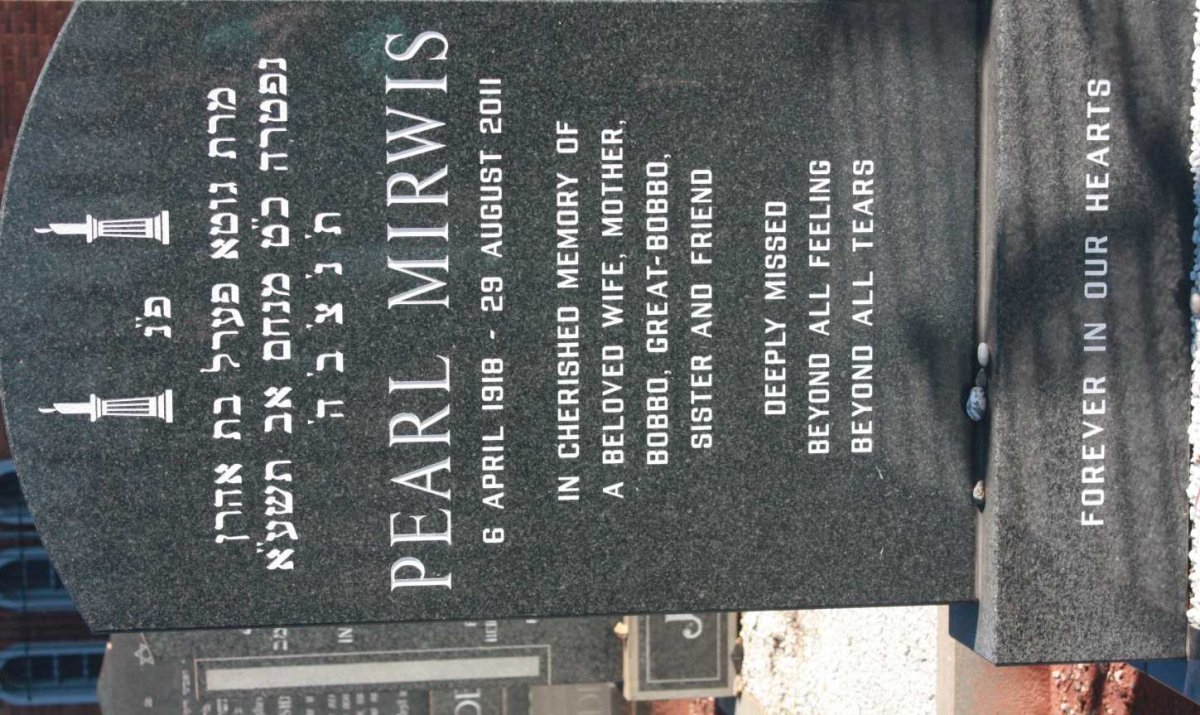 פ"נ
מרת גוטא פערל בת אהרן
נפטרה כ"ט מנחם אב תשע"א
ת' נ' צ' ב' ה'
PEARL MIRWIS
6 APRIL 1918 - 29 AUGUST 2011
IN CHERISHED MEMORY OF
A BELOVED WIFE, MOTHER,
BOBBO, GREAT-BOBBO,
SISTER AND FRIEND
DEEPLY MISSED
BEYOND ALL FEELING
BEYOND ALL TEARS
FOREVER IN OUR HEARTS